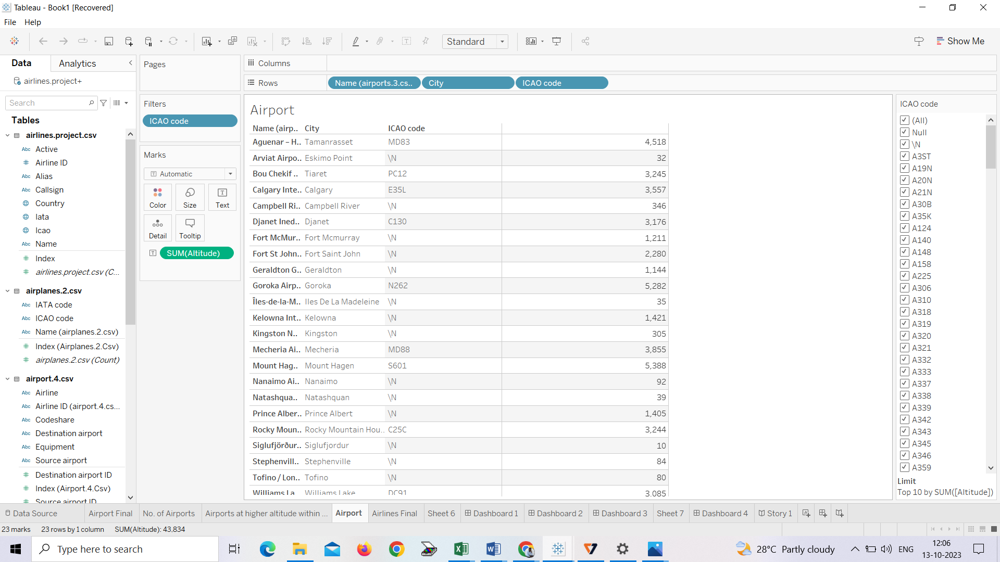 Tableau - Book1 [Recovered]
File Help
Standard
Show Me
Data Analytics
airlines.project+
Search
Tables
airlines.project.csv
Abc Active
# Airline ID
Abc Alias
Abc Callsign
Country
Iata
Icao
Abc Name
# Index
# airlines.project.csv (C...
airplanes.2.csv
Abc IATA code
Abc ICAO code
Abc Name (airplanes.2.csv)
# Index (Airplanes.2.Csv)
# airplanes.2.csv (Count)
airport.4.csv
Abc Airline
Abc Airline ID (airport.4.cs...
Abc Codeshare
Abc Destination airport
Abc Equipment
Abc Source airport
# Destination airport ID
# Index (Airport.4.Csv)
# Source airport ID
Pages
Filters
ICAO code
Marks
Automatic
Color Size Text
Detail Tooltip
SUM(Altitude)
Columns
Rows Name (airports.3.cs.. City ICAO code
Airport
Name (airp.. City ICAO code
Aguenar – H.. Tamanrasset MD83 4,518
Arviat Airpo.. Eskimo Point \N 32
Bou Chekif .. Tiaret PC12 3,245
Calgary Inte.. Calgary E35L 3,557
Campbell Ri.. Campbell River \N 346
Djanet Ined.. Djanet C130 3,176
Fort McMur.. Fort Mcmurray \N 1,211
Fort St John.. Fort Saint John \N 2,280
Geraldton G.. Geraldton \N 1,144
Goroka Airp.. Goroka N262 5,282
Îles-de-la-M.. Iles De La Madeleine \N 35
Kelowna Int.. Kelowna \N 1,421
Kingston N.. Kingston \N 305
Mecheria Ai.. Mecheria MD88 3,855
Mount Hag.. Mount Hagen S601 5,388
Nanaimo Ai.. Nanaimo \N 92
Natashqua.. Natashquan \N 39
Prince Alber.. Prince Albert \N 1,405
Rocky Moun.. Rocky Mountain Hou.. C25C 3,244
Siglufjörður.. Siglufjordur \N 10
Stephenvill.. Stephenville \N 84
Tofino / Lon.. Tofino \N 80
Williams La.. Williams Lake DC91 3,085
ICAO code
(All)
Null
\N
A3ST
A19N
A20N
A21N
A30B
A35K
A124
A140
A148
A158
A225
A306
A310
A318
A319
A320
A321
A332
A333
A337
A338
A339
A342
A343
A345
A346
A359
Limit
Top 10 by SUM([Altitude])
Data Source Airport Final No. of Airports Airports at higher altitude within ... Airport Airlines Final Sheet 6 Dashboard 1 Dashboard 2 Dashboard 3 Sheet 7 Dashboard 4 Story 1
23 marks 23 rows by 1 column SUM(Altitude): 43,834
Type here to search
28°C Partly cloudy
ENG
12:06
13-10-2023